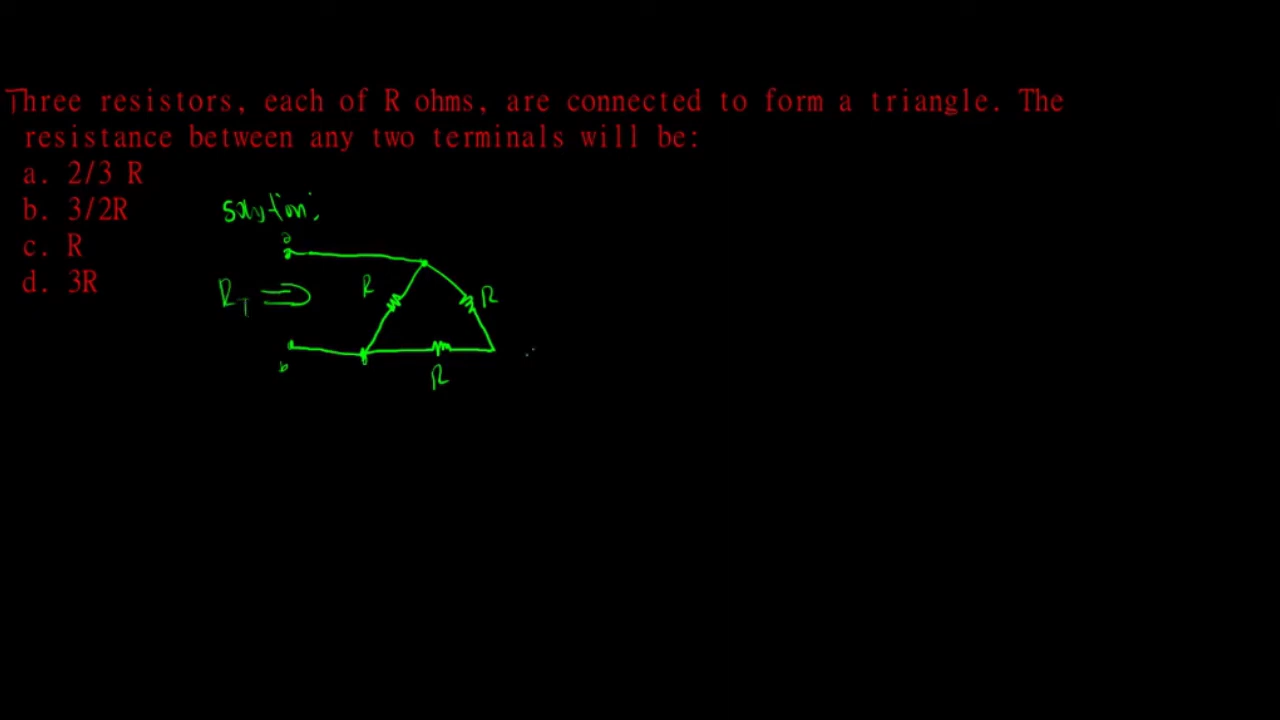 Three resistors, each of R ohms, are connected to form a triangle. The
resistance between any two terminals will be:
a. 2/3 R
b. 3/2R
c. R
d. 3R
solution:
a
R
R
RT
b
R